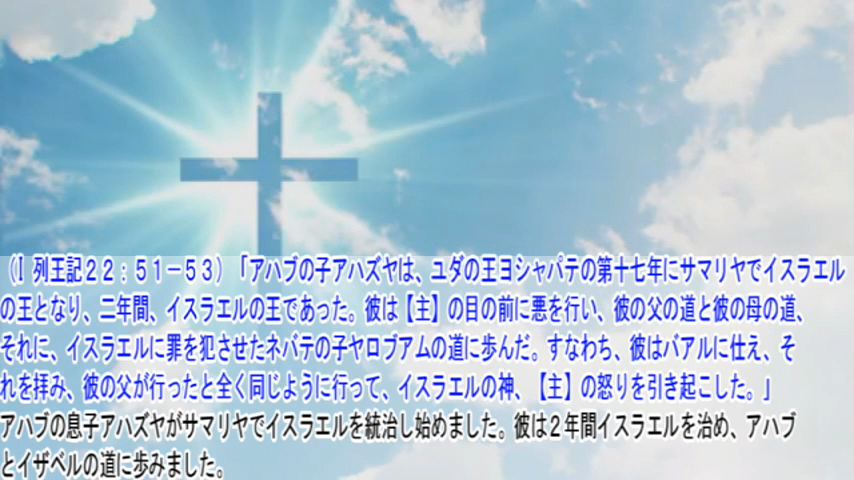 （Ⅰ 列王記２２：５１－５３）「アハブの子アハズヤは、ユダの王ヨシャパテの第十七年にサマリヤでイスラエル
の王となり、二年間、イスラエルの王であった。彼は【主】の目の前に悪を行い、彼の父の道と彼の母の道、
それに、イスラエルに罪を犯させたネバテの子ヤロブアムの道に歩んだ。すなわち、彼はバアルに仕え、そ
れを拝み、彼の父が行ったと全く同じように行って、イスラエルの神、【主】の怒りを引き起こした。」
アハブの息子アハズヤがサマリヤでイスラエルを統治し始めました。彼は２年間イスラエルを治め、アハブ
とイザベルの道に歩みました。